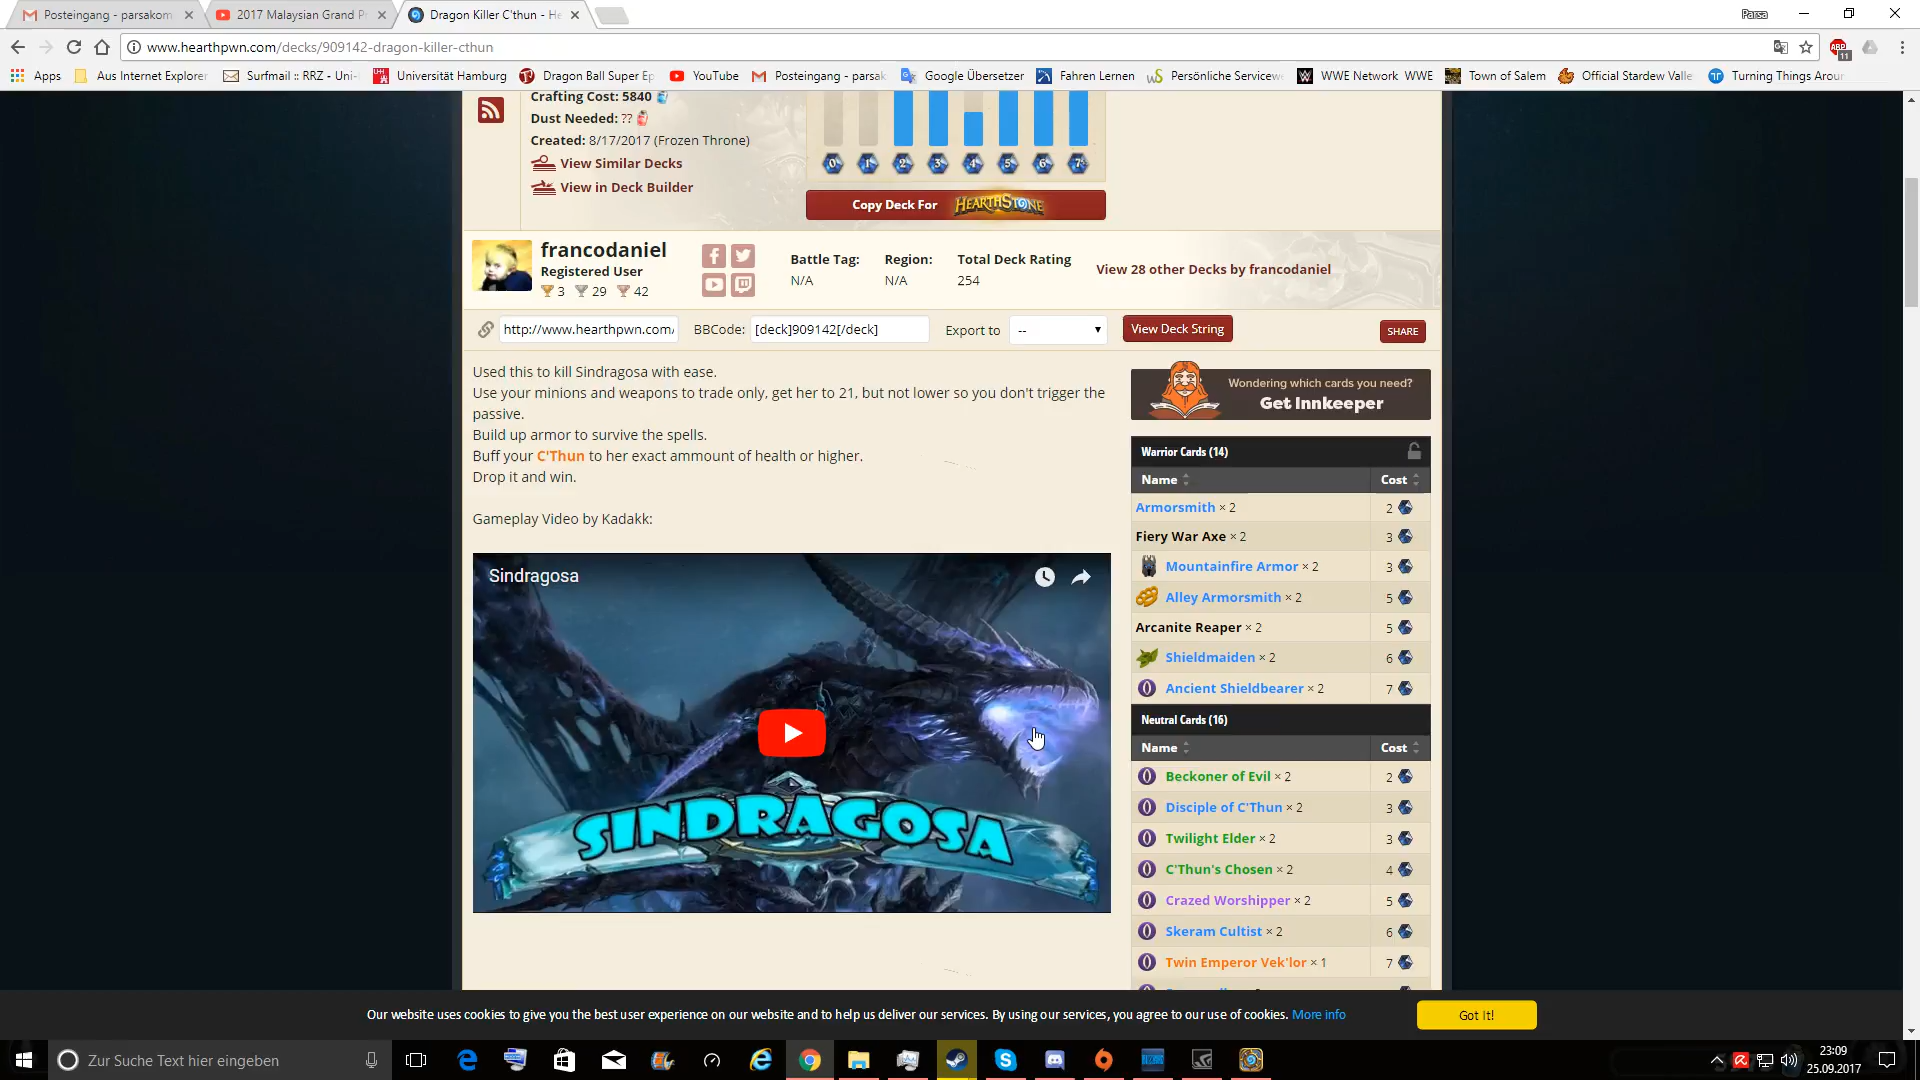 Posteingang - parsakom
2017 Malaysian Grand P
Dragon Killer C'thun - He
Parsa
www.hearthpwn.com/decks/909142-dragon-killer-cthun
11
Apps
Aus Internet Explorer
Surfmail :: RRZ - Uni-
Universität Hamburg
Dragon Ball Super Ep
YouTube
Posteingang - parsak
Google Übersetzer
Fahren Lernen
Persönliche Servicew
WWE Network WWE
Town of Salem
Official Stardew Valle
Turning Things Arou
Crafting Cost: 5840
Dust Needed: ??
Created: 8/17/2017 (Frozen Throne)
View Similar Decks
View in Deck Builder
0 1 2 3 4 5 6 7
Copy Deck For HEARTHSTONE
francodaniel
Registered User
3 29 42
Battle Tag:
N/A
Region:
N/A
Total Deck Rating
254
View 28 other Decks by francodaniel
http://www.hearthpwn.com/
BBCode:
[deck]909142[/deck]
Export to
--
View Deck String
SHARE
Used this to kill Sindragosa with ease.
Use your minions and weapons to trade only, get her to 21, but not lower so you don't trigger the
passive.
Build up armor to survive the spells.
Buff your C'Thun to her exact ammount of health or higher.
Drop it and win.
Gameplay Video by Kadakk:
Sindragosa
SINDRAGOSA
Wondering which cards you need?
Get Innkeeper
Warrior Cards (14)
Name Cost
Armorsmith × 2 2
Fiery War Axe × 2 3
Mountainfire Armor × 2 3
Alley Armorsmith × 2 5
Arcanite Reaper × 2 5
Shieldmaiden × 2 6
Ancient Shieldbearer × 2 7
Neutral Cards (16)
Name Cost
Beckoner of Evil × 2 2
Disciple of C'Thun × 2 3
Twilight Elder × 2 3
C'Thun's Chosen × 2 4
Crazed Worshipper × 2 5
Skeram Cultist × 2 6
Twin Emperor Vek'lor × 1 7
Our website uses cookies to give you the best user experience on our website and to help us deliver our services. By using our services, you agree to our use of cookies. More info
Got It!
Zur Suche Text hier eingeben
23:09
25.09.2017